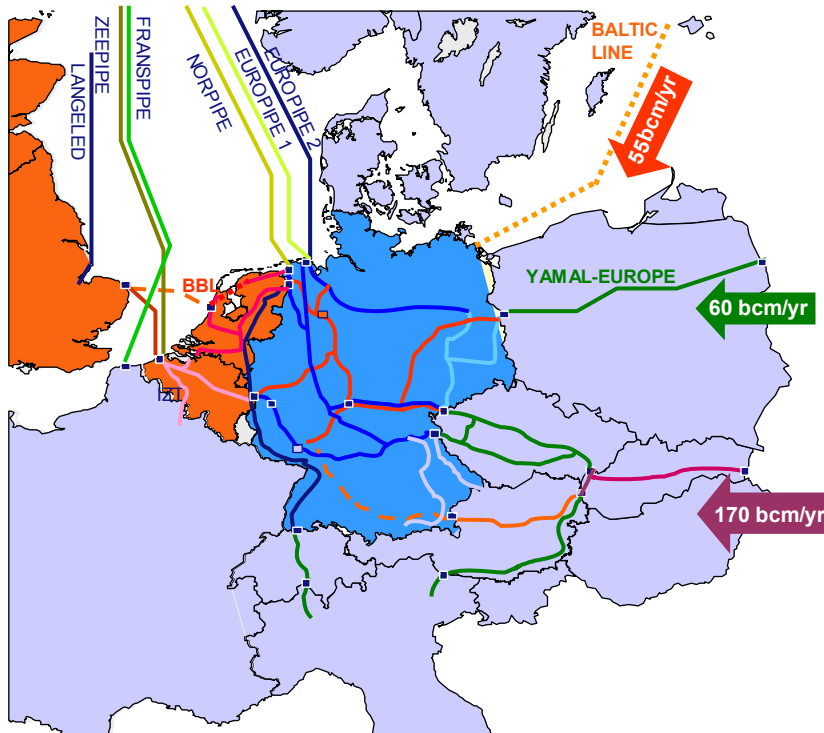 LANGELED
ZEEPIPE
FRANSPIPE
NORPIPE
EUROPIPE 1
EUROPIPE 2
BALTIC
LINE
55bcm/yr
BBL
YAMAL-EUROPE
60 bcm/yr
IZT
170 bcm/yr